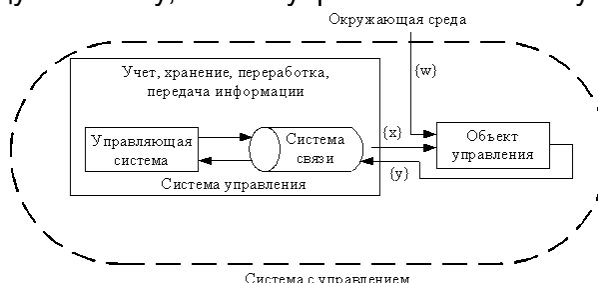 Окружающая среда
{w}
Учет, хранение, переработка,
передача информации
Управляющая
система
Система
связи
{x}
{y}
Объект
управления
Система управления
Система с управлением